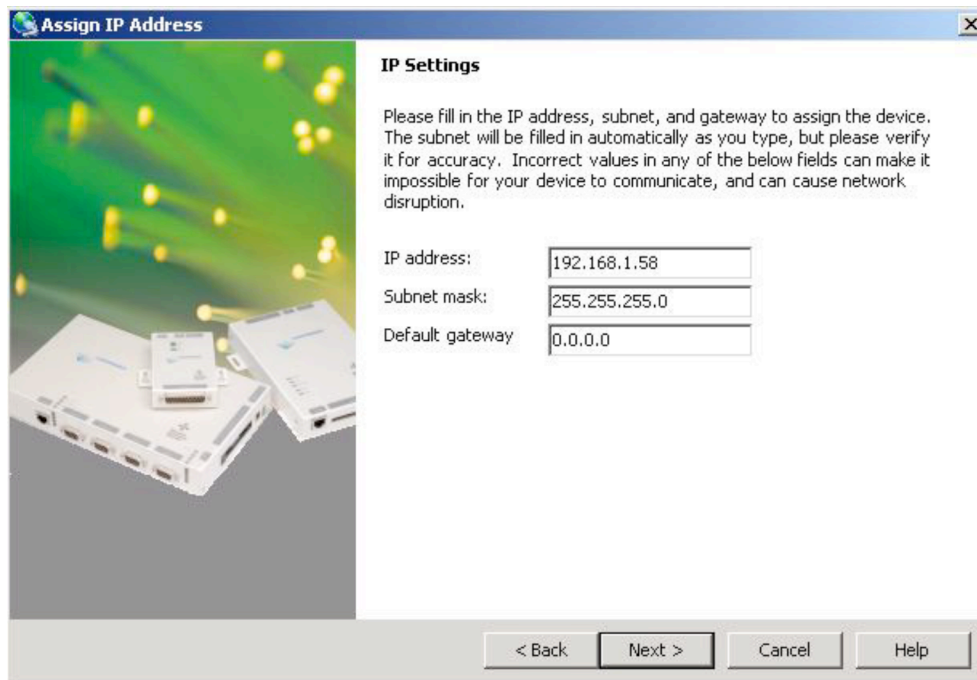 Assign IP Address
IP Settings
Please fill in the IP address, subnet, and gateway to assign the device.
The subnet will be filled in automatically as you type, but please verify
it for accuracy.  Incorrect values in any of the below fields can make it
impossible for your device to communicate, and can cause network
disruption.
IP address:
192.168.1.58
Subnet mask:
255.255.255.0
Default gateway
0.0.0.0
< Back
Next >
Cancel
Help